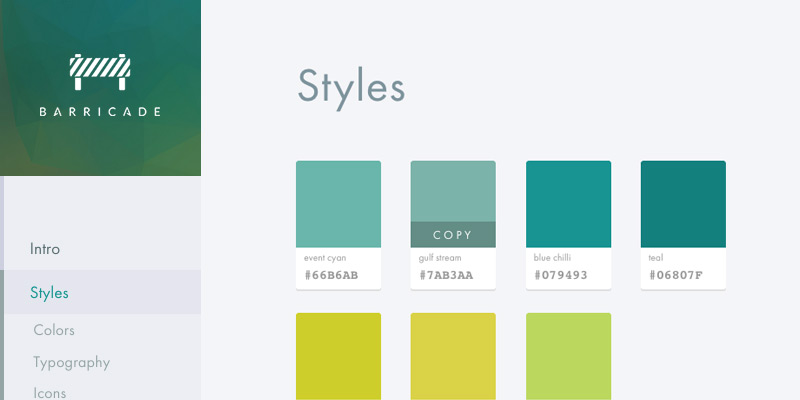 BARRICADE
Intro
Styles
Colors
Typography
Icons
Styles
COPY
event cyan
#66B6AB
gulf stream
#7AB3AA
blue chilli
#079493
teal
#06807F